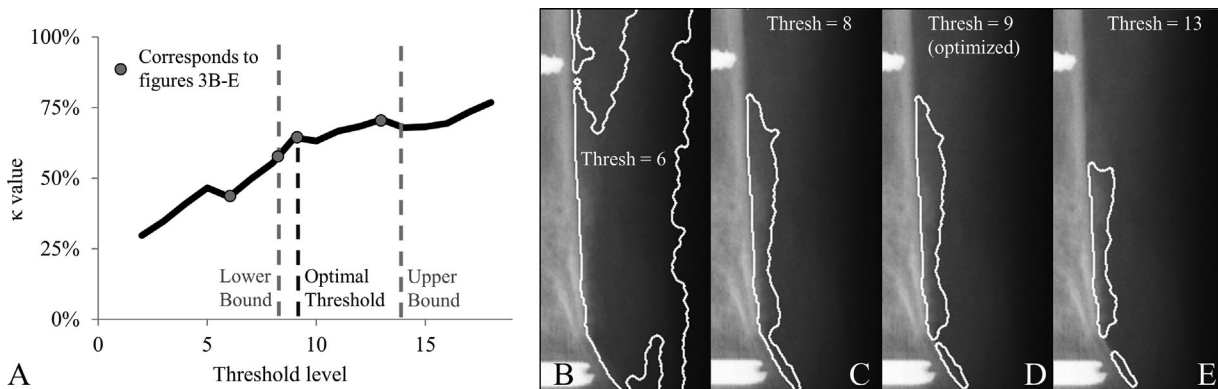 100%
75%
50%
25%
0%
κ value
Corresponds to
figures 3B-E
Lower
Bound
Optimal
Threshold
Upper
Bound
0
5
10
15
Threshold level
A
Thresh = 6
B
Thresh = 8
C
Thresh = 9
(optimized)
D
Thresh = 13
E